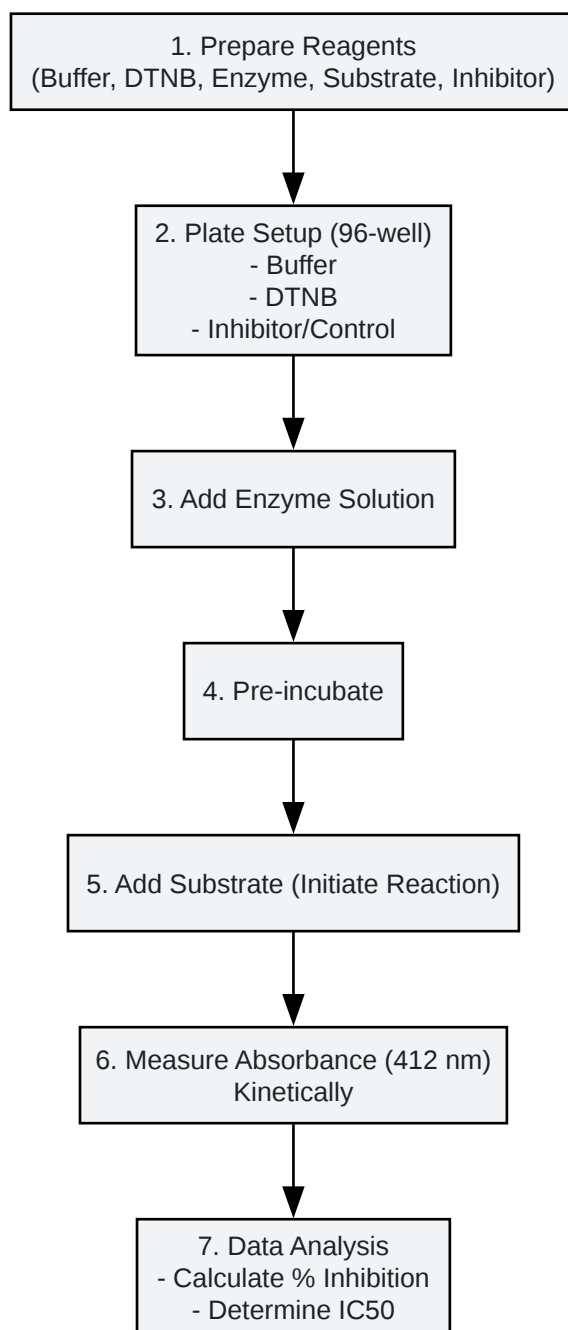 1. Prepare Reagents
(Buffer, DTNB, Enzyme, Substrate, Inhibitor)
2. Plate Setup (96-well)
- Buffer
- DTNB
- Inhibitor/Control
3. Add Enzyme Solution
4. Pre-incubate
5. Add Substrate (Initiate Reaction)
6. Measure Absorbance (412 nm)
Kinetically
7. Data Analysis
- Calculate % Inhibition
- Determine IC50